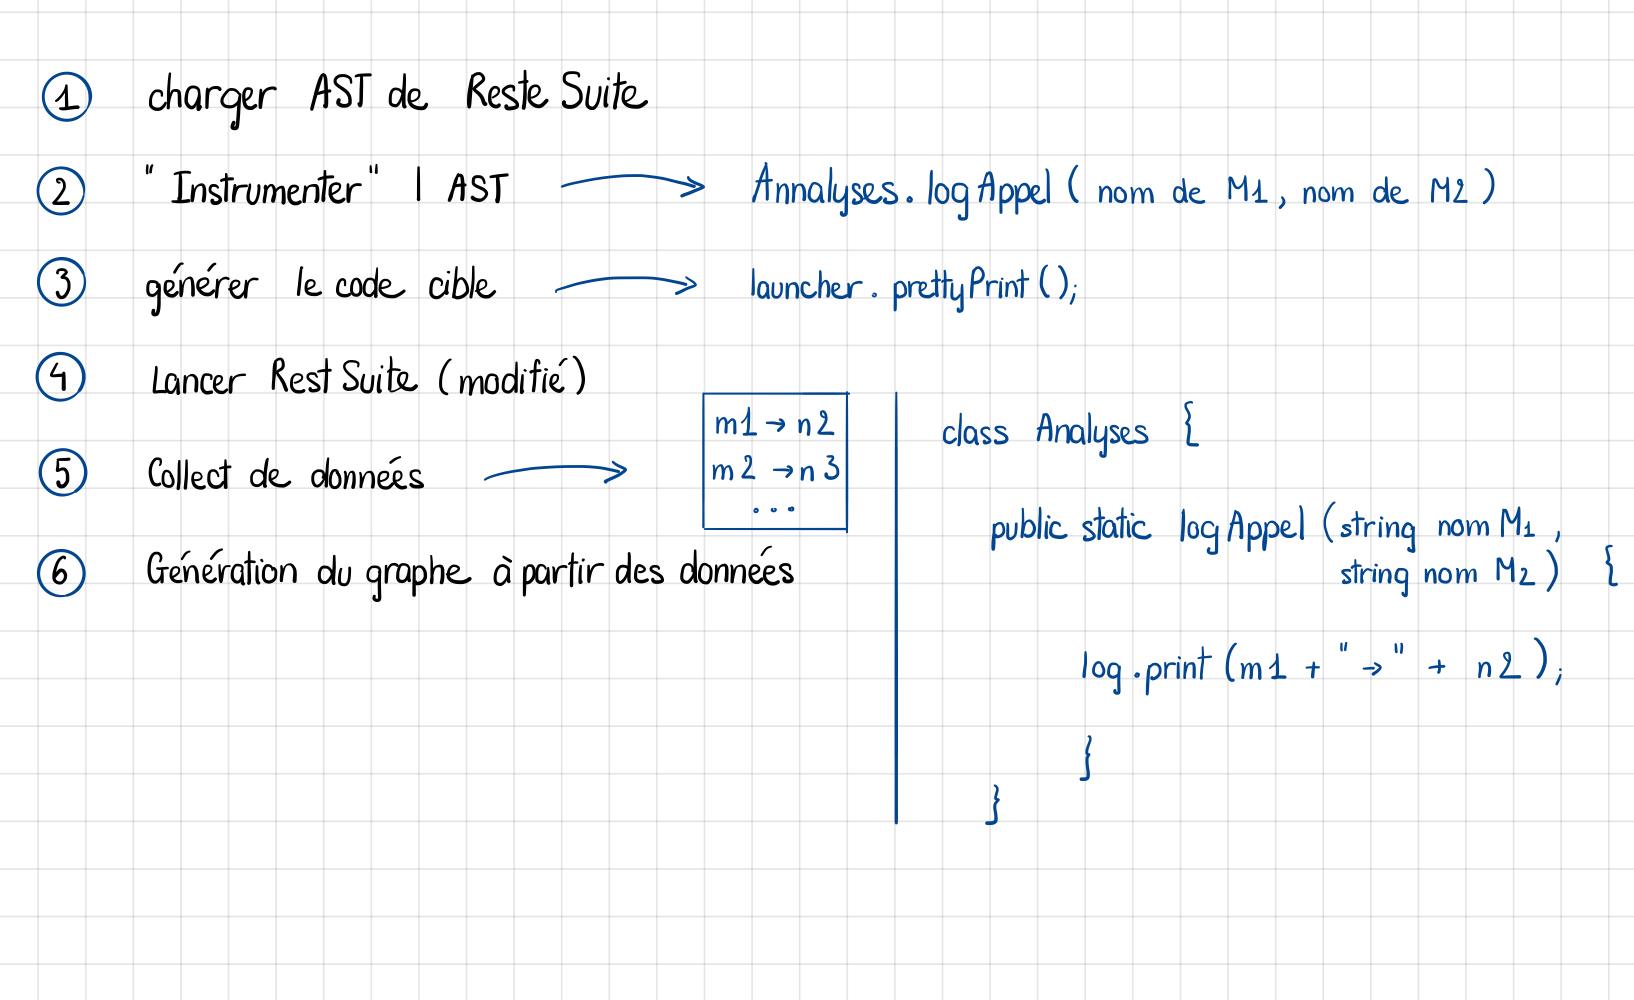 1 charger AST de Reste Suite
2 "Instrumenter" l AST → Annalyses.logAppel ( nom de M1, nom de M2 )
3 générer le code cible → launcher.prettyPrint();
4 Lancer Rest Suite (modifié)
5 Collect de données →
m1 → n2
m2 → n3
...
6 Génération du graphe à partir des données
class Analyses {
public static logAppel (string nom M1,
string nom M2) {
log.print(m1 + "→" + n2);
}
}